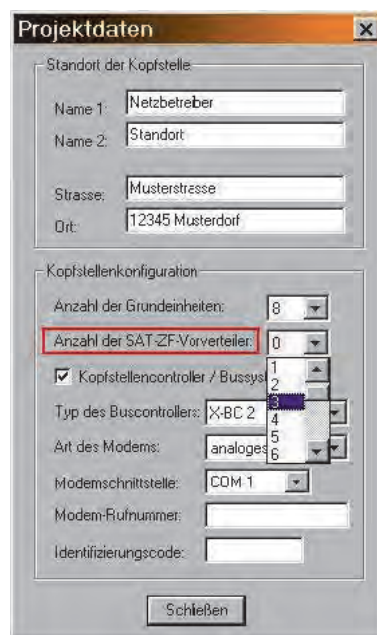 Projektdaten
Standort der Kopfstelle
Name 1: Netzbetreiber
Name 2: Standort
Strasse: Musterstrasse
Ort: 12345 Musterdorf
Kopfstellenkonfiguration
Anzahl der Grundeinheiten: 8
Anzahl der SAT-ZF-Vorverteiler: 0
1
2
3
4
5
6
Kopfstellencontroller / Bussys
Typ des Buscontrollers: X-BC 2
Art des Modems: analoges
Modemschnittstelle: COM 1
Modem-Rufnummer:
Identifizierungscode:
Schließen